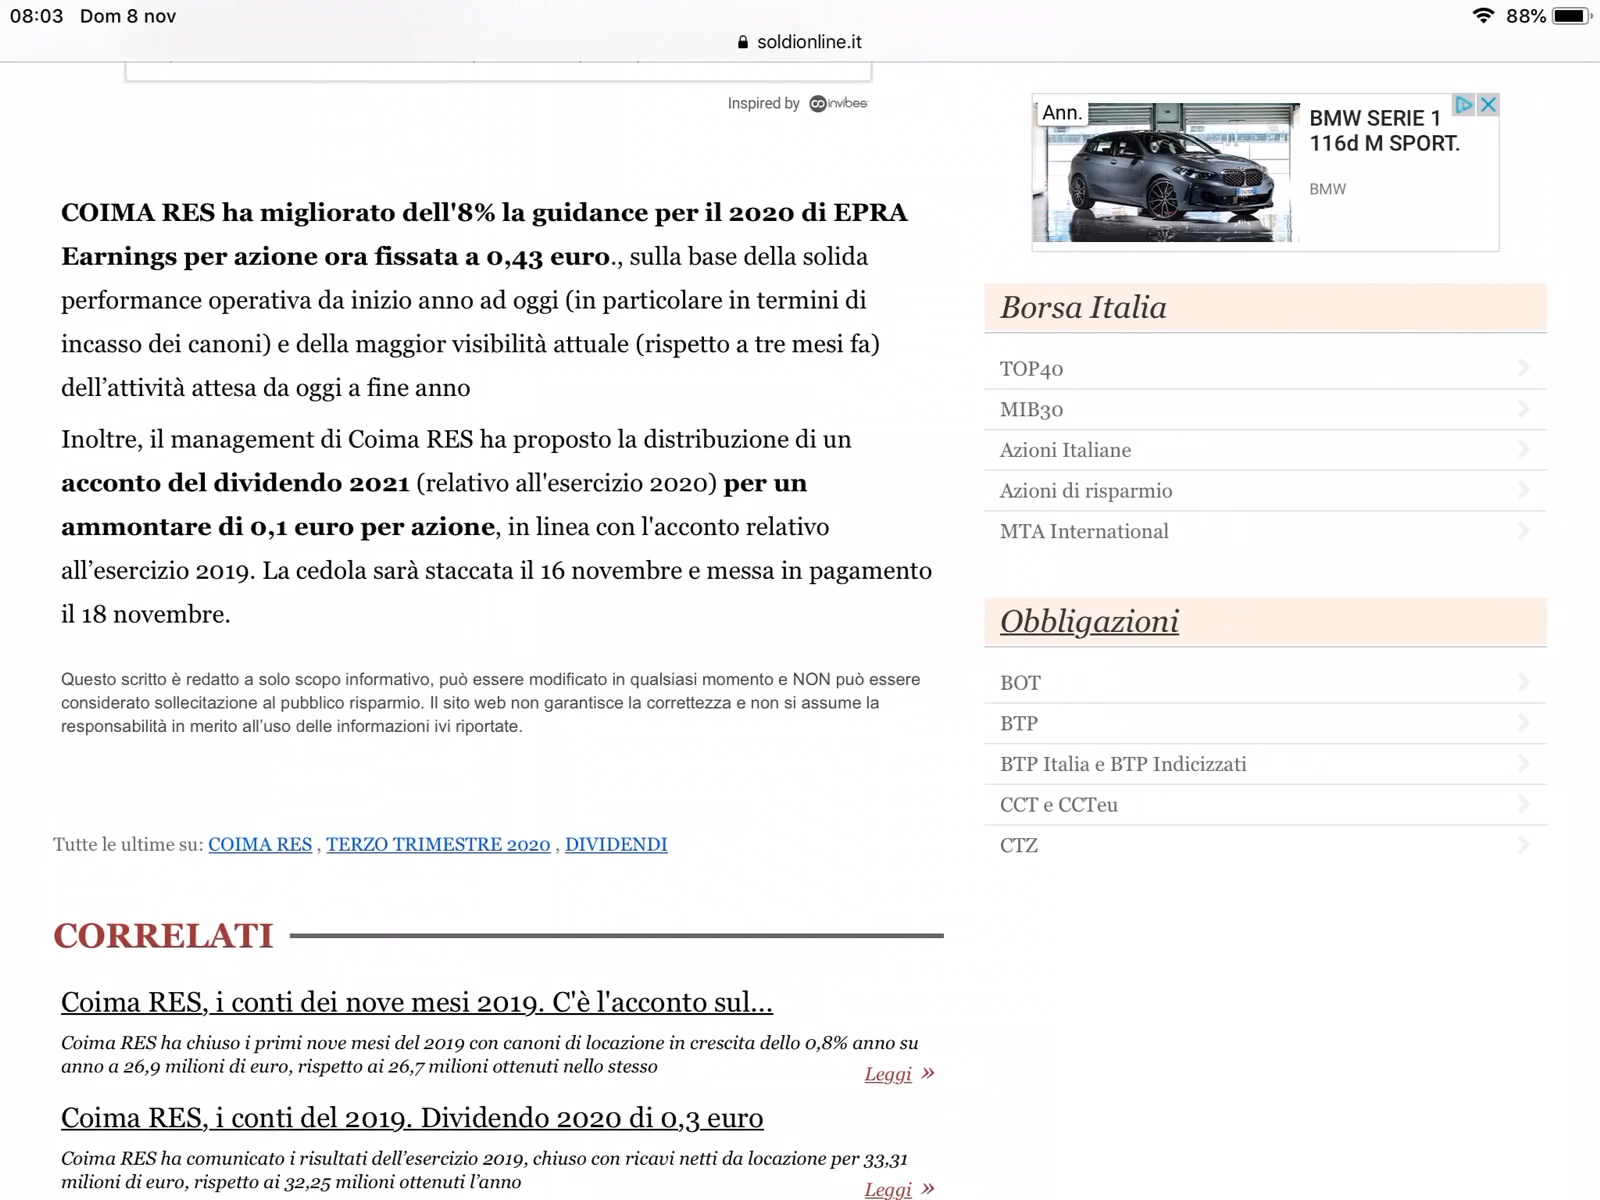 08:03 Dom 8 nov
88%
soldionline.it
Inspired by invibes
COIMA RES ha migliorato dell'8% la guidance per il 2020 di EPRA
Earnings per azione ora fissata a 0,43 euro., sulla base della solida
performance operativa da inizio anno ad oggi (in particolare in termini di
incasso dei canoni) e della maggior visibilità attuale (rispetto a tre mesi fa)
dell’attività attesa da oggi a fine anno
Inoltre, il management di Coima RES ha proposto la distribuzione di un
acconto del dividendo 2021 (relativo all'esercizio 2020) per un
ammontare di 0,1 euro per azione, in linea con l'acconto relativo
all’esercizio 2019. La cedola sarà staccata il 16 novembre e messa in pagamento
il 18 novembre.
Questo scritto è redatto a solo scopo informativo, può essere modificato in qualsiasi momento e NON può essere
considerato sollecitazione al pubblico risparmio. Il sito web non garantisce la correttezza e non si assume la
responsabilità in merito all’uso delle informazioni ivi riportate.
Tutte le ultime su: COIMA RES , TERZO TRIMESTRE 2020 , DIVIDENDI
CORRELATI
Coima RES, i conti dei nove mesi 2019. C'è l'acconto sul...
Coima RES ha chiuso i primi nove mesi del 2019 con canoni di locazione in crescita dello 0,8% anno su
anno a 26,9 milioni di euro, rispetto ai 26,7 milioni ottenuti nello stesso
Leggi »
Coima RES, i conti del 2019. Dividendo 2020 di 0,3 euro
Coima RES ha comunicato i risultati dell’esercizio 2019, chiuso con ricavi netti da locazione per 33,31
milioni di euro, rispetto ai 32,25 milioni ottenuti l’anno
Leggi »
Ann.
BMW SERIE 1
116d M SPORT.
BMW
Borsa Italia
TOP40
MIB30
Azioni Italiane
Azioni di risparmio
MTA International
Obbligazioni
BOT
BTP
BTP Italia e BTP Indicizzati
CCT e CCTeu
CTZ